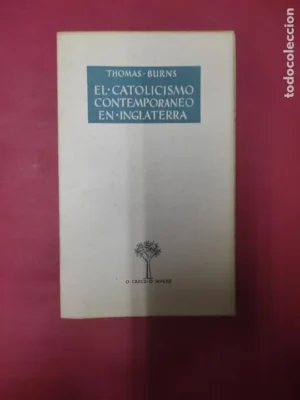 THOMAS·BURNS
EL·CATOLICISMO
CONTEMPORANEO
EN·INGLATERRA
todocoleccion